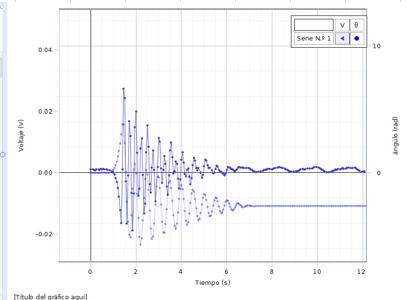 V θ
Serie N.º 1
0.04
0.02
0.00
-0.02
Voltaje (V)
10
0
ángulo (rad)
0 2 4 6 8 10 12
Tiempo (s)
[Título del gráfico aquí]